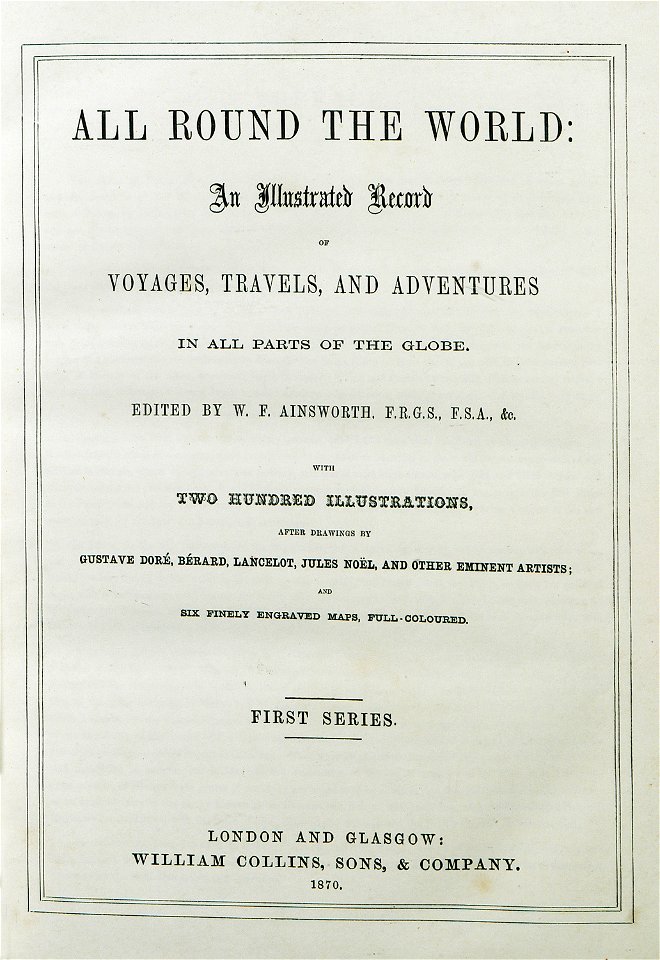 ALL ROUND THE WORLD:
An Illustrated Record
OF
VOYAGES, TRAVELS, AND ADVENTURES
IN ALL PARTS OF THE GLOBE.
EDITED BY W. F. AINSWORTH, F.R.G.S., F.S.A., &c.
WITH
TWO HUNDRED ILLUSTRATIONS,
AFTER DRAWINGS BY
GUSTAVE DORÉ, BÉRARD, LANCELOT, JULES NOËL, AND OTHER EMINENT ARTISTS;
AND
SIX FINELY ENGRAVED MAPS, FULL-COLOURED.
FIRST SERIES.
LONDON AND GLASGOW:
WILLIAM COLLINS, SONS, & COMPANY.
1870.